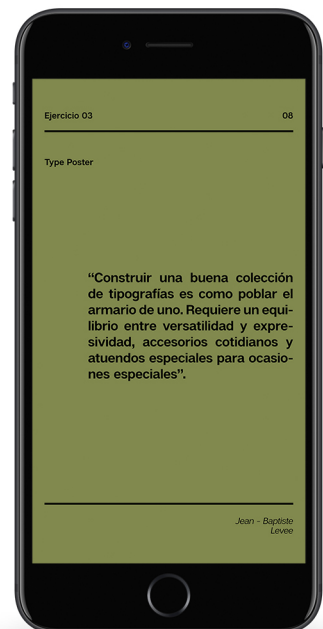 Ejercicio 03 08
Type Poster
“Construir una buena colección
de tipografías es como poblar el
armario de uno. Requiere un equi-
librio entre versatilidad y expre-
sividad, accesorios cotidianos y
atuendos especiales para ocasio-
nes especiales”.
Jean - Baptiste
Levee